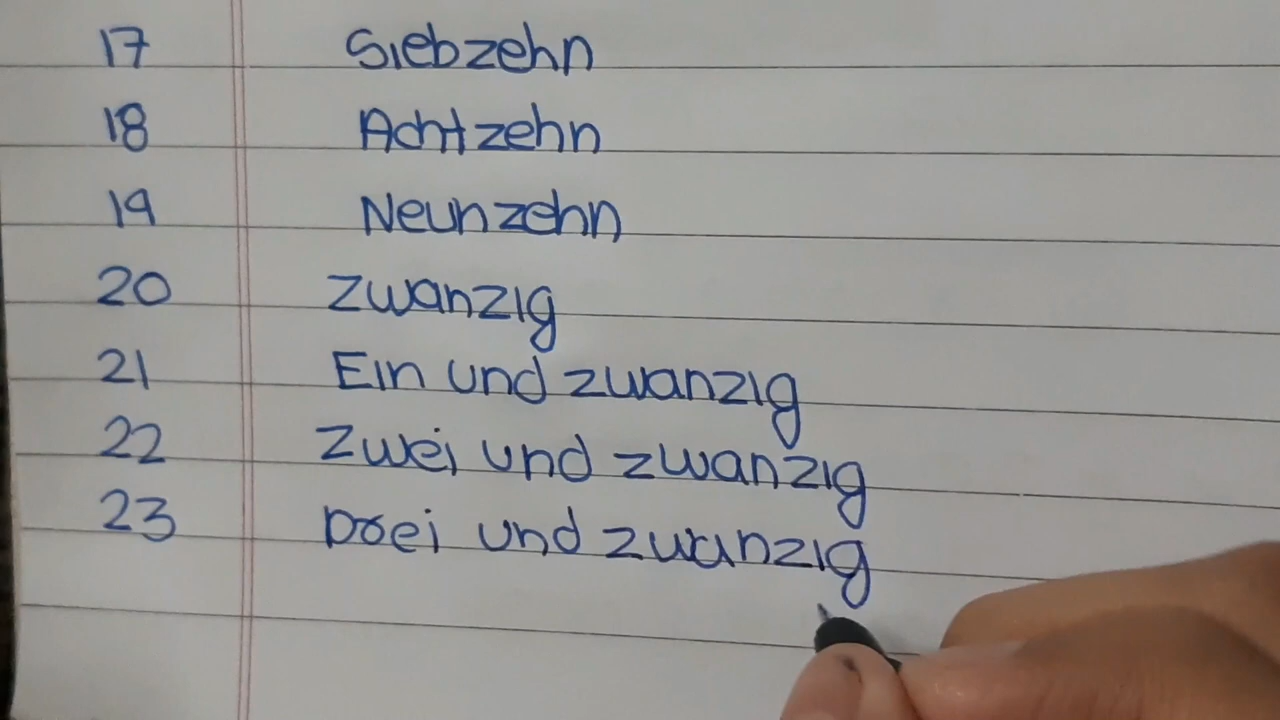 17 Siebzehn
18 Achtzehn
19 Neunzehn
20 Zwanzig
21 Ein und zwanzig
22 Zwei und zwanzig
23 Drei und zwanzig